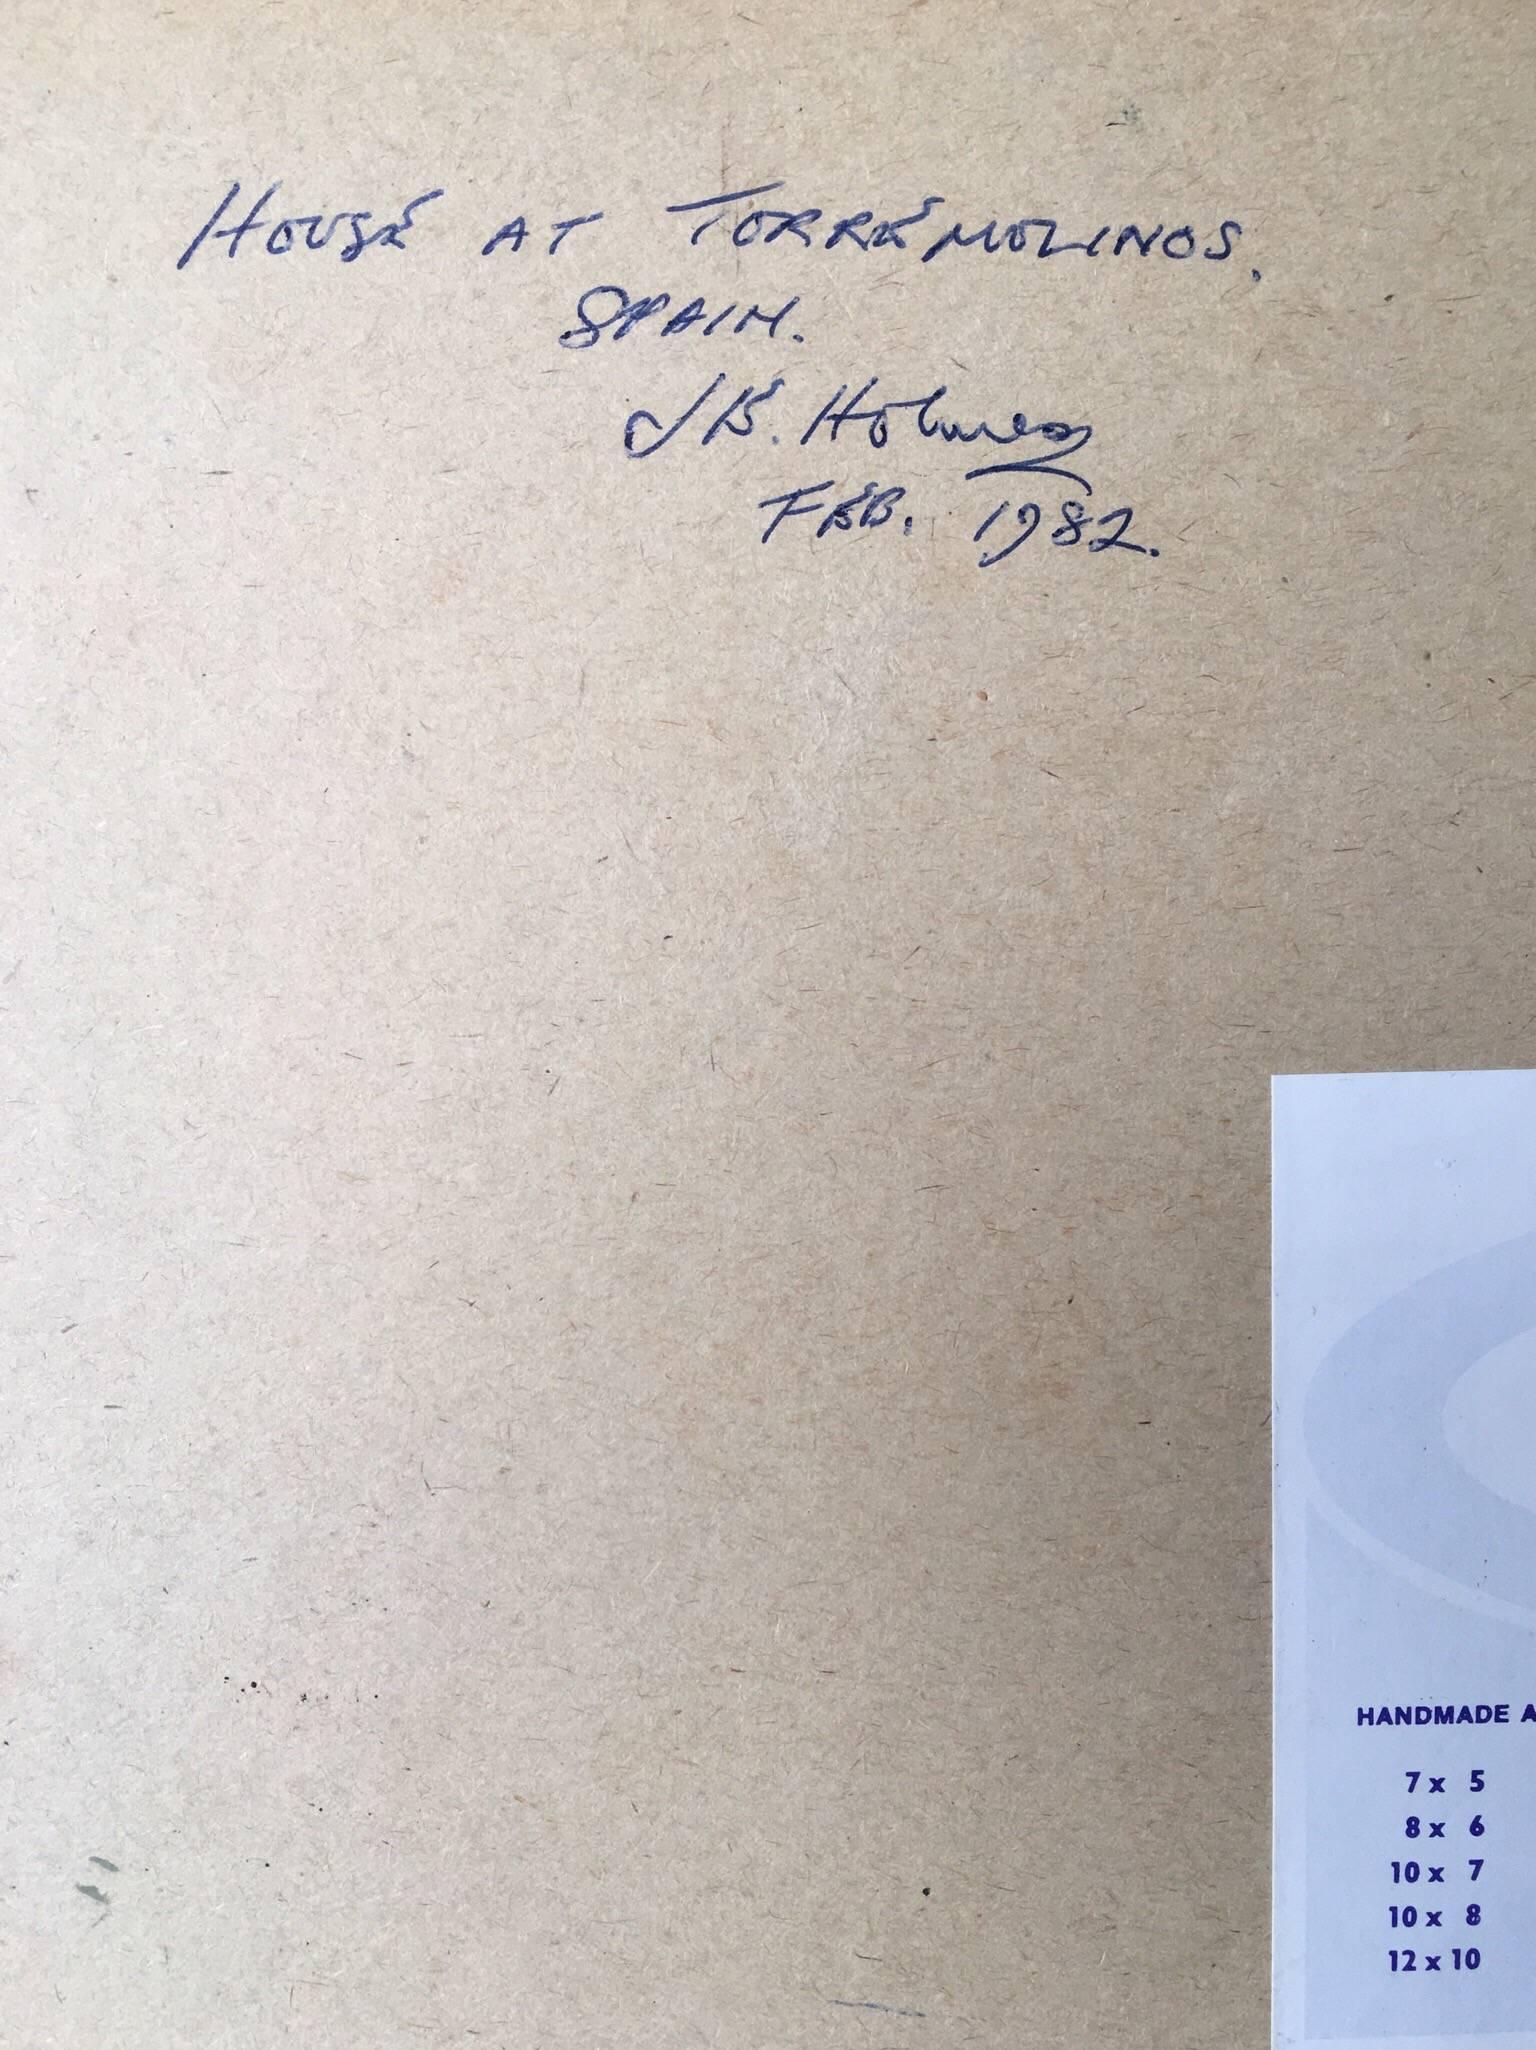 HOUSE AT TORREMOLINOS.
SPAIN.
J.B. Holmes
FEB. 1982.
HANDMADE A
7 x 5
8 x 6
10 x 7
10 x 8
12 x 10